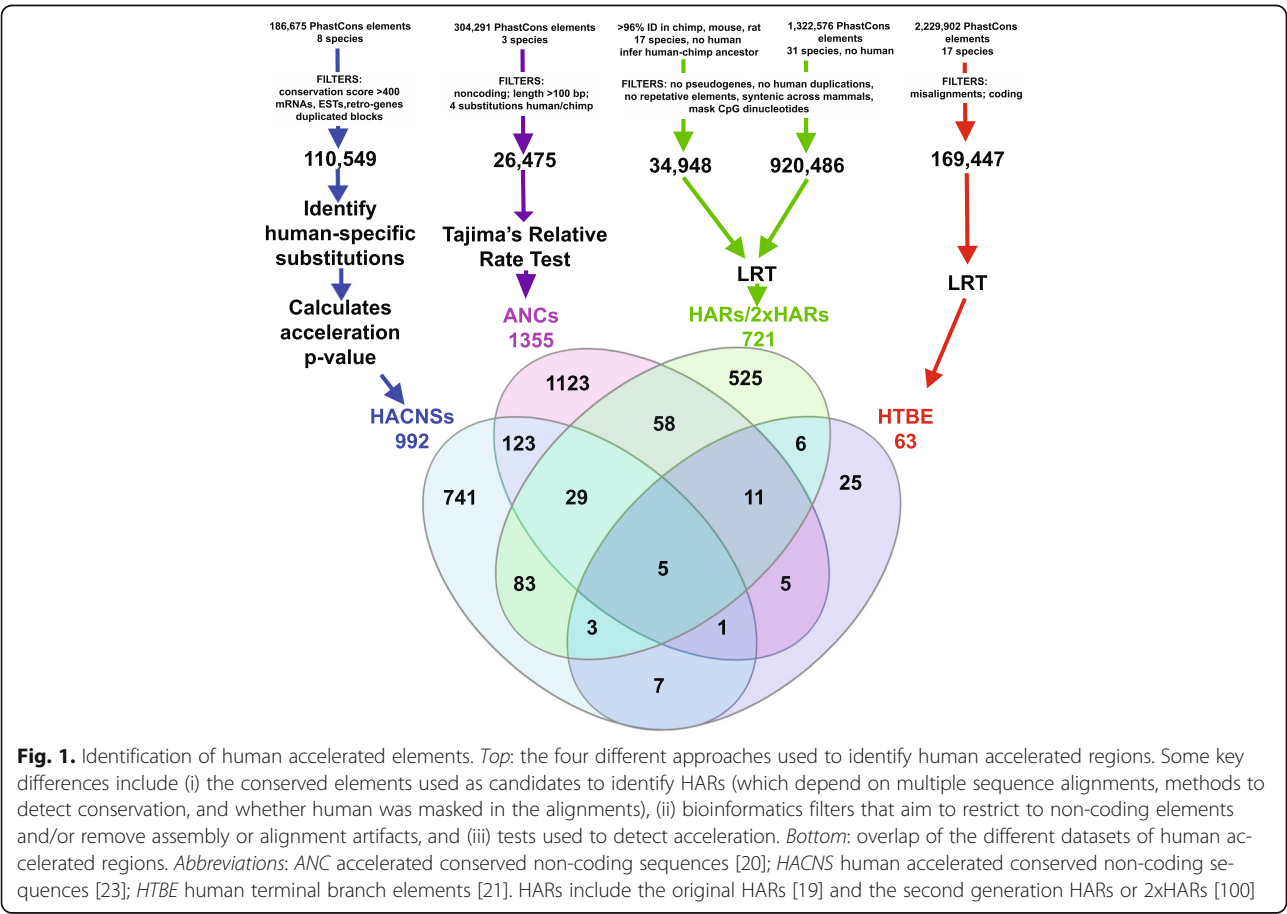 186,675 PhastCons elements
8 species
304,291 PhastCons elements
3 species
>96% ID in chimp, mouse, rat
17 species, no human
infer human-chimp ancestor
1,322,576 PhastCons
elements
31 species, no human
2,229,902 PhastCons
elements
17 species
FILTERS:
conservation score >400
mRNAs, ESTs,retro-genes
duplicated blocks
FILTERS:
noncoding; length >100 bp;
4 substitutions human/chimp
FILTERS: no pseudogenes, no human duplications,
no repetative elements, syntenic across mammals,
mask CpG dinucleotides
FILTERS:
misalignments; coding
110,549
26,475
34,948
920,486
169,447
Identify
human-specific
substitutions
Tajima's Relative
Rate Test
LRT
LRT
Calculates
acceleration
p-value
ANCs
1355
HARs/2xHARs
721
HACNSs
992
HTBE
63
1123
525
58
123
6
741
29
11
25
5
83
5
3
1
7
Fig. 1. Identification of human accelerated elements. Top: the four different approaches used to identify human accelerated regions. Some key
differences include (i) the conserved elements used as candidates to identify HARs (which depend on multiple sequence alignments, methods to
detect conservation, and whether human was masked in the alignments), (ii) bioinformatics filters that aim to restrict to non-coding elements
and/or remove assembly or alignment artifacts, and (iii) tests used to detect acceleration. Bottom: overlap of the different datasets of human ac-
celerated regions. Abbreviations: ANC accelerated conserved non-coding sequences [20]; HACNS human accelerated conserved non-coding se-
quences [23]; HTBE human terminal branch elements [21]. HARs include the original HARs [19] and the second generation HARs or 2xHARs [100]